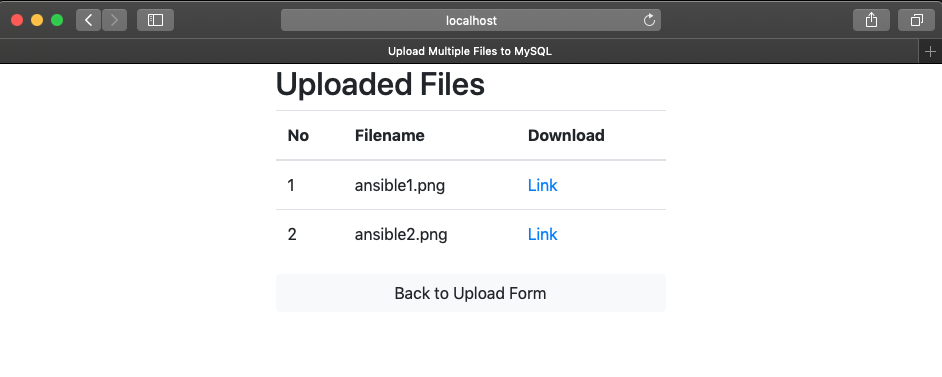 localhost
Upload Multiple Files to MySQL
Uploaded Files
No Filename Download
1 ansible1.png Link
2 ansible2.png Link
Back to Upload Form